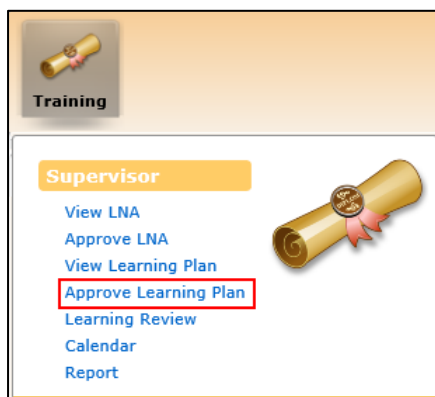 Training
Supervisor
View LNA
Approve LNA
View Learning Plan
Approve Learning Plan
Learning Review
Calendar
Report